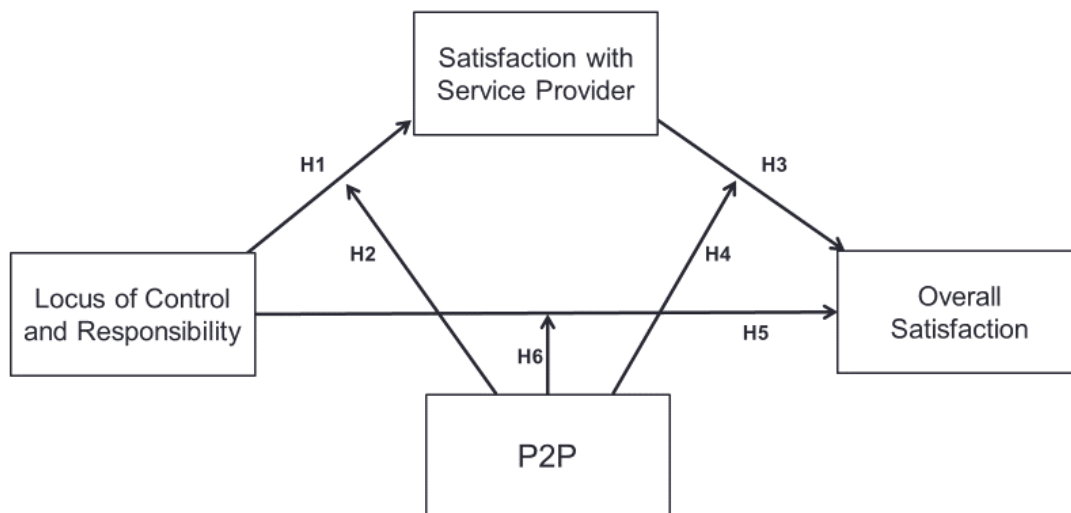 Satisfaction with
Service Provider
H1
H3
H2
H4
Locus of Control
and Responsibility
Overall
Satisfaction
H5
H6
P2P